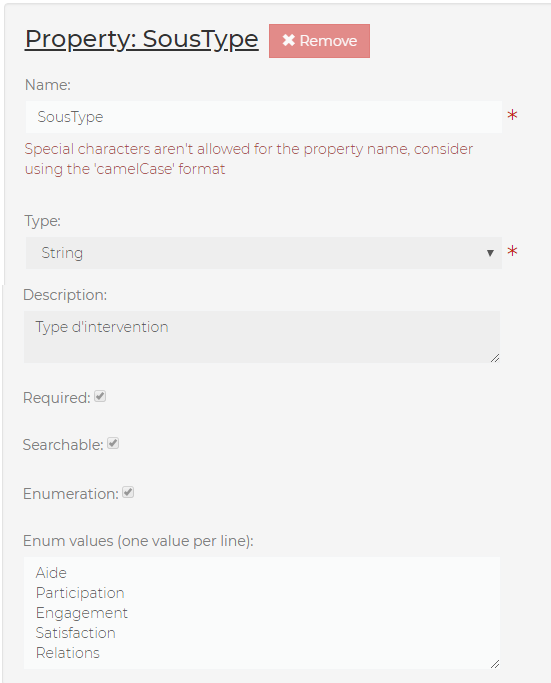 Property: SousType
✖ Remove
Name:
SousType
*
Special characters aren't allowed for the property name, consider
using the 'camelCase' format
Type:
String
*
Description:
Type d'intervention
Required:
Searchable:
Enumeration:
Enum values (one value per line):
Aide
Participation
Engagement
Satisfaction
Relations